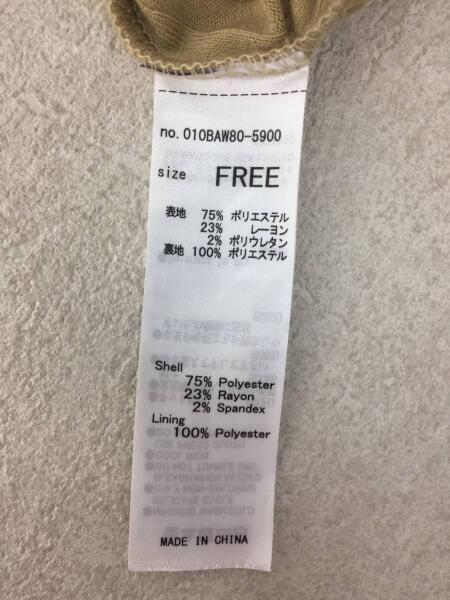 no. 010BAW80-5900
size FREE
表地 75% ポリエステル
23% レーヨン
2% ポリウレタン
裏地 100% ポリエステル
Shell
75% Polyester
23% Rayon
2% Spandex
Lining
100% Polyester
MADE IN CHINA